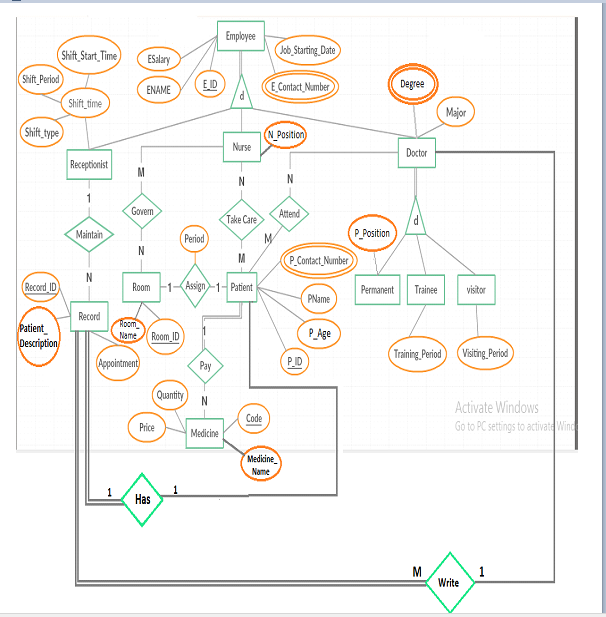 Employee
ESalary
ENAME
E_ID
Job_Starting_Date
E_Contact_Number
Shift_Start_Time
Shift_Period
Shift_time
Shift_type
d
Degree
Major
Receptionist
Nurse
N_Position
Doctor
1
M
N
N
Maintain
Govern
Take Care
Attend
d
P_Position
Period
N
N
M
M
P_Contact_Number
Record_ID
Room
1
Assign
1
Patient
Permanent
Trainee
visitor
PName
Record
Patient_
Description
Room_
Name
Room_ID
1
P_Age
Appointment
Pay
P_ID
Training_Period
Visiting_Period
Quantity
N
Price
Medicine
Code
Activate Windows
Go to PC settings to activate Wind
Medicine_
Name
1
Has
1
M
Write
1